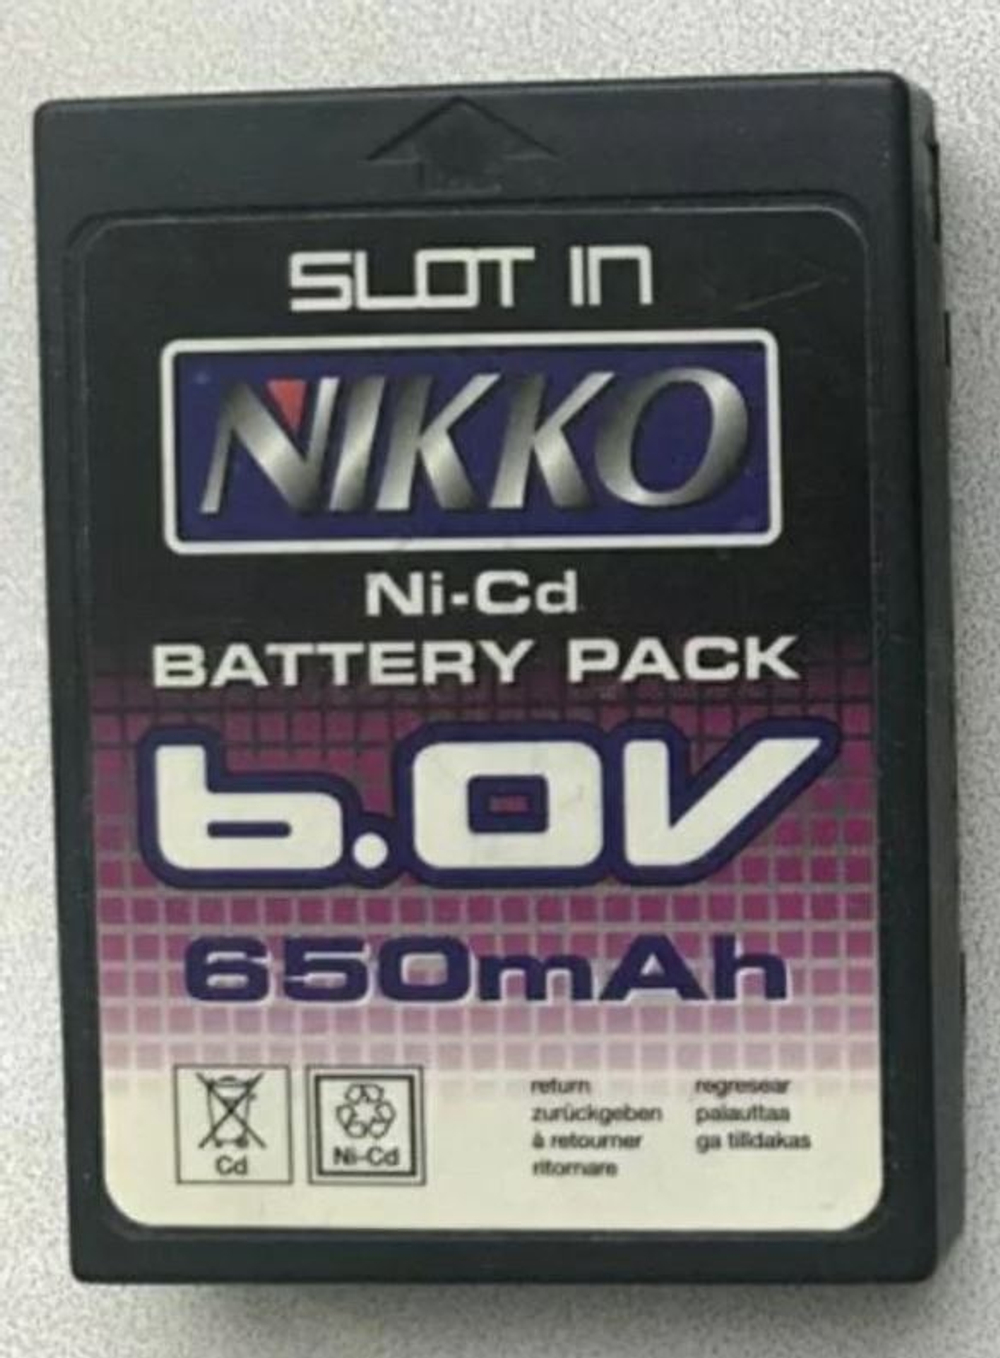 SLOT IN
NIKKO
Ni-Cd
BATTERY PACK
6.0V
650mAh
Cd
Ni-Cd
return
zurückgeben
à retourner
ritornare
regresear
palauttaa
ga tilldakas